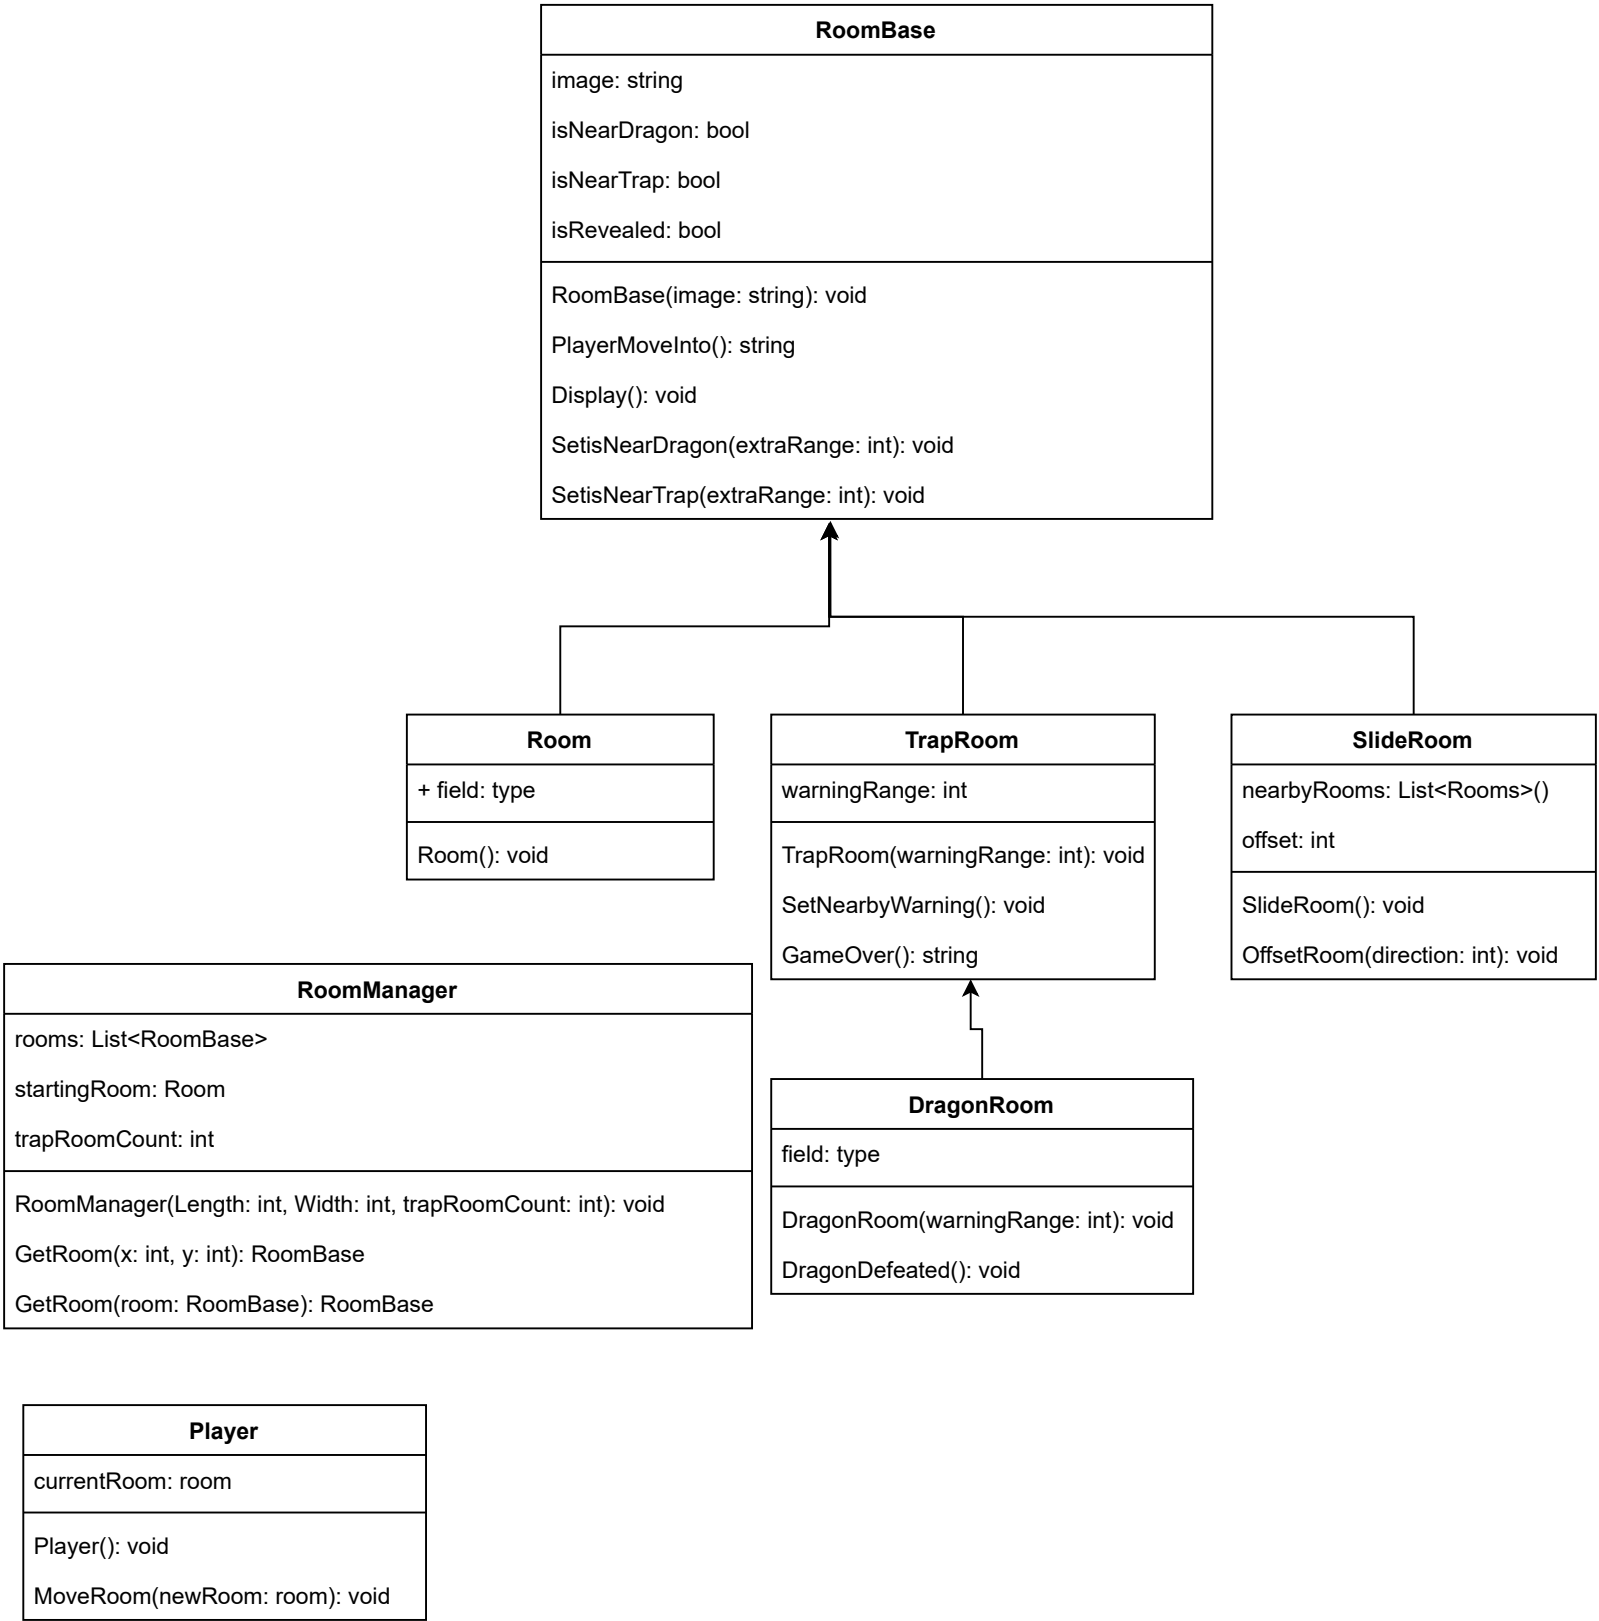 RoomBase
image: string
isNearDragon: bool
isNearTrap: bool
isRevealed: bool
RoomBase(image: string): void
PlayerMoveInto(): string
Display(): void
SetisNearDragon(extraRange: int): void
SetisNearTrap(extraRange: int): void
Room
+ field: type
Room(): void
TrapRoom
warningRange: int
TrapRoom(warningRange: int): void
SetNearbyWarning(): void
GameOver(): string
SlideRoom
nearbyRooms: List<Rooms>()
offset: int
SlideRoom(): void
OffsetRoom(direction: int): void
RoomManager
rooms: List<RoomBase>
startingRoom: Room
trapRoomCount: int
RoomManager(Length: int, Width: int, trapRoomCount: int): void
GetRoom(x: int, y: int): RoomBase
GetRoom(room: RoomBase): RoomBase
DragonRoom
field: type
DragonRoom(warningRange: int): void
DragonDefeated(): void
Player
currentRoom: room
Player(): void
MoveRoom(newRoom: room): void